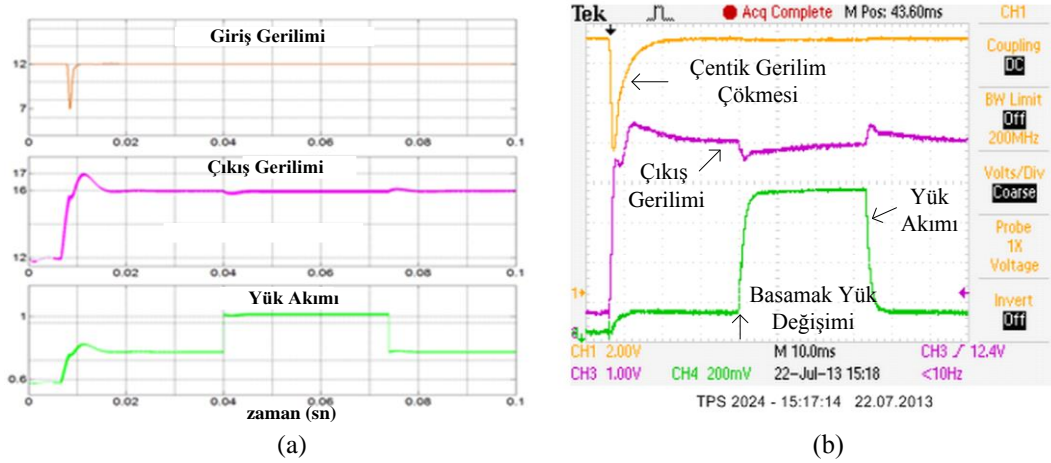 Giriş Gerilimi
12
7
0
0.02
0.04
0.06
0.08
0.1
Çıkış Gerilimi
17
16
12
0
0.02
0.04
0.06
0.08
0.1
Yük Akımı
1
0.6
0
0.02
0.04
0.06
0.08
0.1
zaman (sn)
(a)
Tek
Acq Complete
M Pos: 43.60ms
CH1
Coupling
DC
BW Limit
Off
200MHz
Volts/Div
Coarse
Probe
1X
Voltage
Invert
Off
Çentik Gerilim
Çökmesi
Çıkış
Gerilimi
Yük
Akımı
1
Basamak Yük
Değişimi
CH1 2.00V
M 10.0ms
CH3 12.4V
CH3 1.00V
CH4 200mV
22-Jul-13 15:18
<10Hz
TPS 2024 - 15:17:14 22.07.2013
(b)